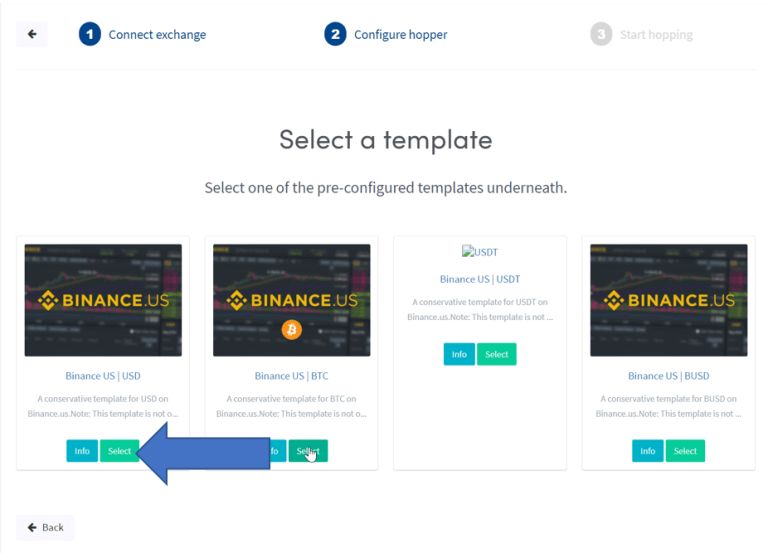 1 Connect exchange
2 Configure hopper
3 Start hopping
Select a template
Select one of the pre-configured templates underneath.
BINANCE.US
Binance US | USD
A conservative template for USD on
Binance.us.Note: This template is not o...
Info Select
BINANCE.US
Binance US | BTC
A conservative template for BTC on
Binance.us.Note: This template is not o...
fo Select
USDT
Binance US | USDT
A conservative template for USDT on
Binance.us.Note: This template is not ...
Info Select
BINANCE.US
Binance US | BUSD
A conservative template for BUSD on
Binance.us.Note: This template is not ...
Info Select
Back